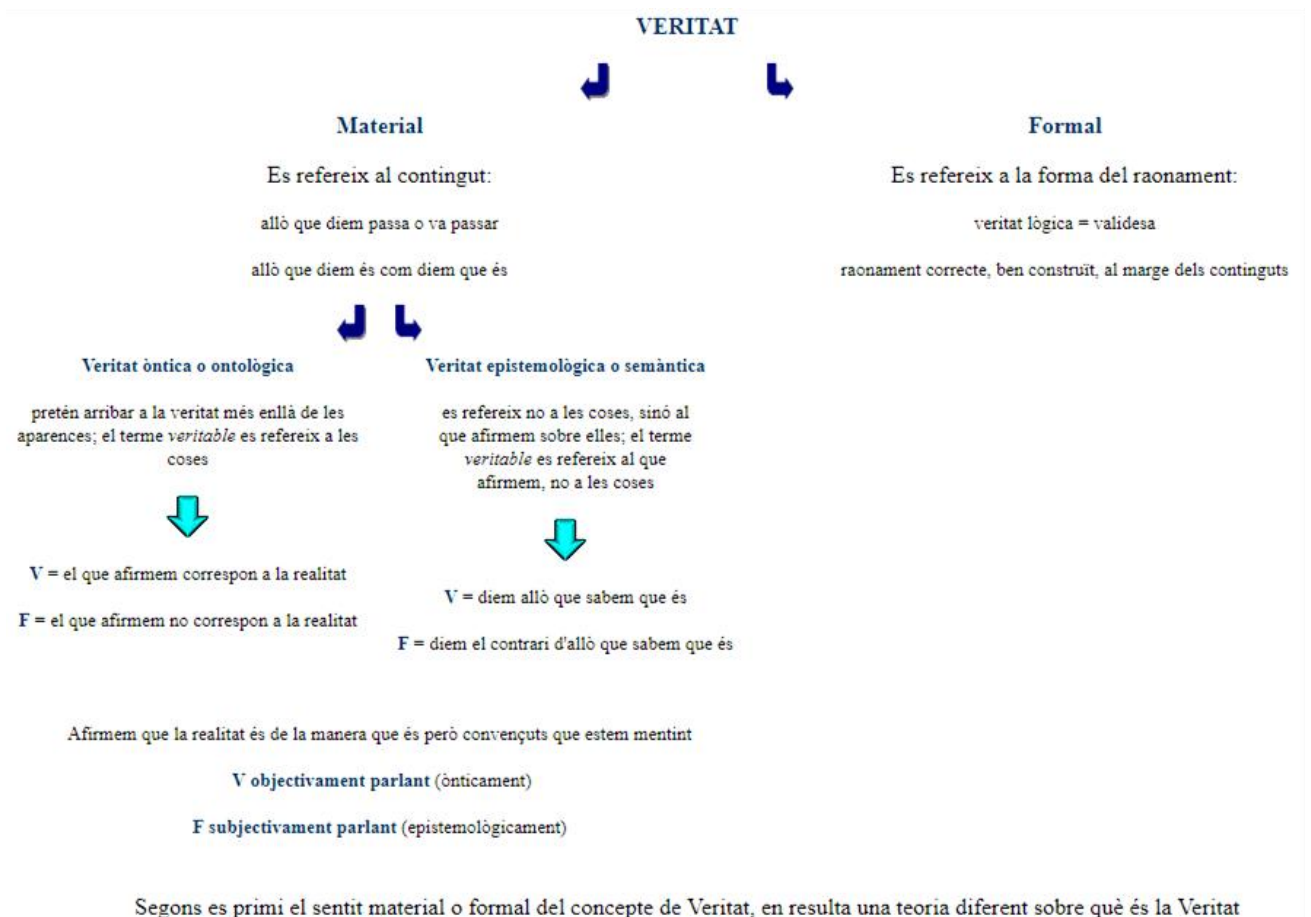 VERITAT
Material
Es refereix al contingut:
allò que diem passa o va passar
allò que diem és com diem que és
Formal
Es refereix a la forma del raonament:
veritat lògica = validesa
raonament correcte, ben construït, al marge dels continguts
Veritat òntica o ontològica
pretén arribar a la veritat més enllà de les
aparences; el terme veritable es refereix a les
coses
V = el que afirmem correspon a la realitat
F = el que afirmem no correspon a la realitat
Veritat epistemològica o semàntica
es refereix no a les coses, sinó al
que afirmem sobre elles; el terme
veritable es refereix al que
afirmem, no a les coses
V = diem allò que sabem que és
F = diem el contrari d'allò que sabem que és
Afirmem que la realitat és de la manera que és però convençuts que estem mentint
V objectivament parlant (ònticament)
F subjectivament parlant (epistemològicament)
Segons es primi el sentit material o formal del concepte de Veritat, en resulta una teoria diferent sobre què és la Veritat